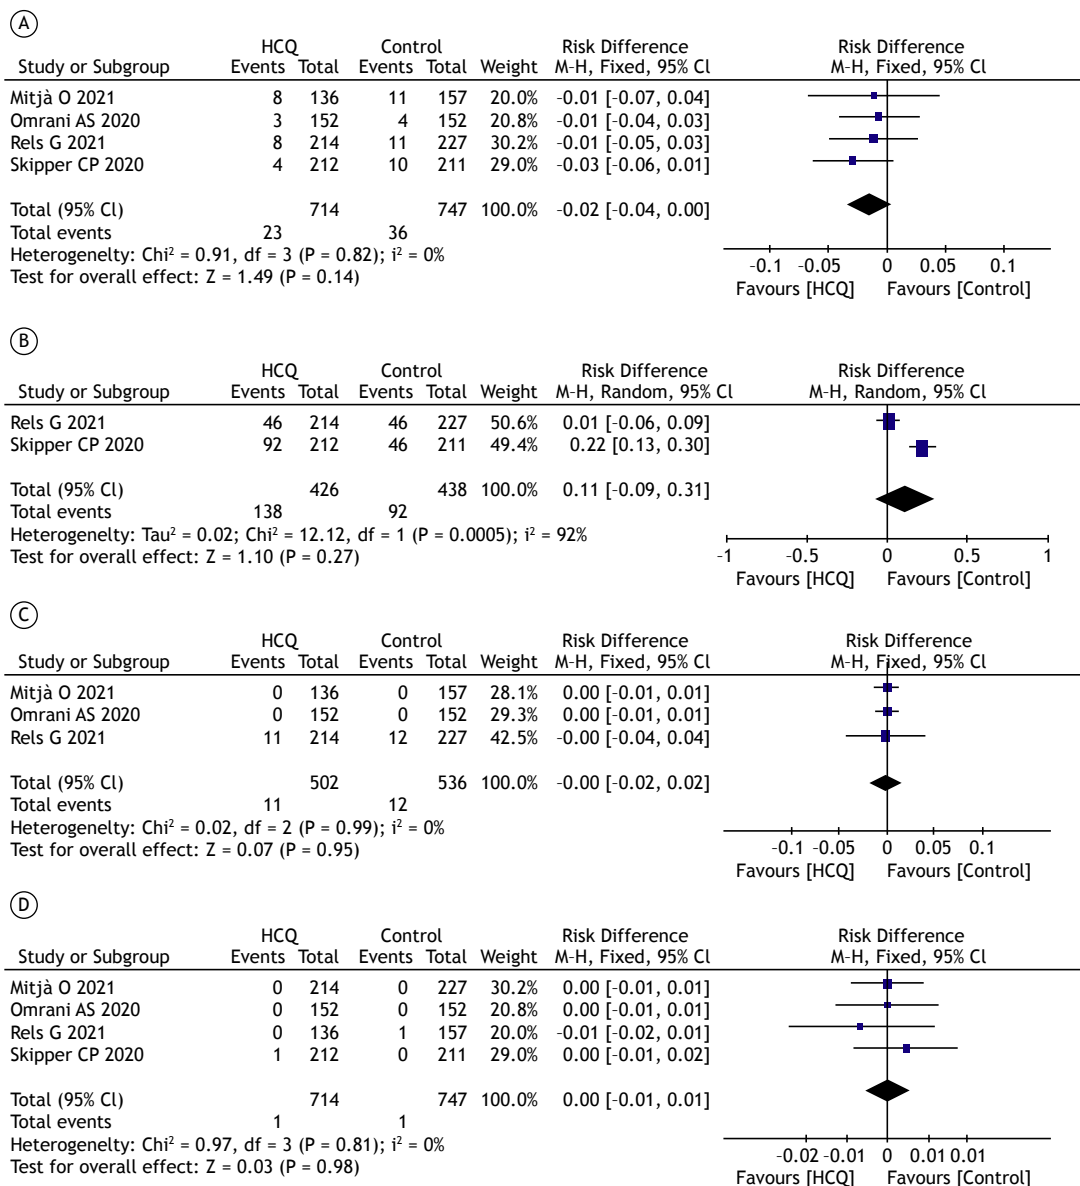 A
HCQ Control Risk Difference Risk Difference
Study or Subgroup Events Total Events Total Weight M-H, Fixed, 95% Cl M-H, Fixed, 95% Cl
Mitjà O 2021 8 136 11 157 20.0% -0.01 [-0.07, 0.04]
Omrani AS 2020 3 152 4 152 20.8% -0.01 [-0.04, 0.03]
Rels G 2021 8 214 11 227 30.2% -0.01 [-0.05, 0.03]
Skipper CP 2020 4 212 10 211 29.0% -0.03 [-0.06, 0.01]
Total (95% Cl) 714 747 100.0% -0.02 [-0.04, 0.00]
Total events 23 36
Heterogenelty: Chi² = 0.91, df = 3 (P = 0.82); i² = 0%
Test for overall effect: Z = 1.49 (P = 0.14)
-0.1 -0.05 0 0.05 0.1
Favours [HCQ] Favours [Control]
B
HCQ Control Risk Difference Risk Difference
Study or Subgroup Events Total Events Total Weight M-H, Random, 95% Cl M-H, Random, 95% Cl
Rels G 2021 46 214 46 227 50.6% 0.01 [-0.06, 0.09]
Skipper CP 2020 92 212 46 211 49.4% 0.22 [0.13, 0.30]
Total (95% Cl) 426 438 100.0% 0.11 [-0.09, 0.31]
Total events 138 92
Heterogenelty: Tau² = 0.02; Chi² = 12.12, df = 1 (P = 0.0005); i² = 92%
Test for overall effect: Z = 1.10 (P = 0.27)
-1 -0.5 0 0.5 1
Favours [HCQ] Favours [Control]
C
HCQ Control Risk Difference Risk Difference
Study or Subgroup Events Total Events Total Weight M-H, Fixed, 95% Cl M-H, Fixed, 95% Cl
Mitjà O 2021 0 136 0 157 28.1% 0.00 [-0.01, 0.01]
Omrani AS 2020 0 152 0 152 29.3% 0.00 [-0.01, 0.01]
Rels G 2021 11 214 12 227 42.5% -0.00 [-0.04, 0.04]
Total (95% Cl) 502 536 100.0% -0.00 [-0.02, 0.02]
Total events 11 12
Heterogenelty: Chi² = 0.02, df = 2 (P = 0.99); i² = 0%
Test for overall effect: Z = 0.07 (P = 0.95)
-0.1 -0.05 0 0.05 0.1
Favours [HCQ] Favours [Control]
D
HCQ Control Risk Difference Risk Difference
Study or Subgroup Events Total Events Total Weight M-H, Fixed, 95% Cl M-H, Fixed, 95% Cl
Mitjà O 2021 0 214 0 227 30.2% 0.00 [-0.01, 0.01]
Omrani AS 2020 0 152 0 152 20.8% 0.00 [-0.01, 0.01]
Rels G 2021 0 136 1 157 20.0% -0.01 [-0.02, 0.01]
Skipper CP 2020 1 212 0 211 29.0% 0.00 [-0.01, 0.02]
Total (95% Cl) 714 747 100.0% 0.00 [-0.01, 0.01]
Total events 1 1
Heterogenelty: Chi² = 0.97, df = 3 (P = 0.81); i² = 0%
Test for overall effect: Z = 0.03 (P = 0.98)
-0.02 -0.01 0 0.01 0.01
Favours [HCQ] Favours [Control]